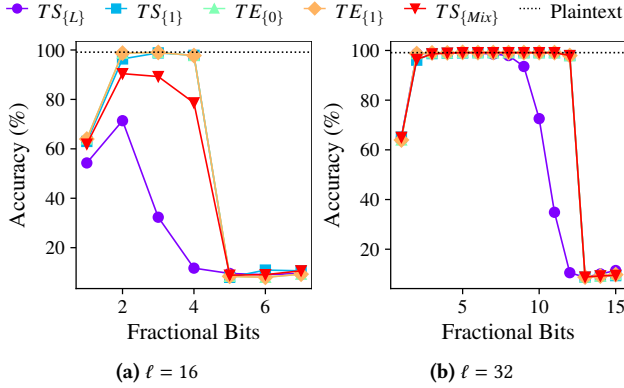 TS{L} TS{1} TE{0} TE{1} TS{Mix} Plaintext
100
80
60
40
20
Accuracy (%)
2 4 6
Fractional Bits
(a) ℓ = 16
100
80
60
40
20
Accuracy (%)
5 10 15
Fractional Bits
(b) ℓ = 32